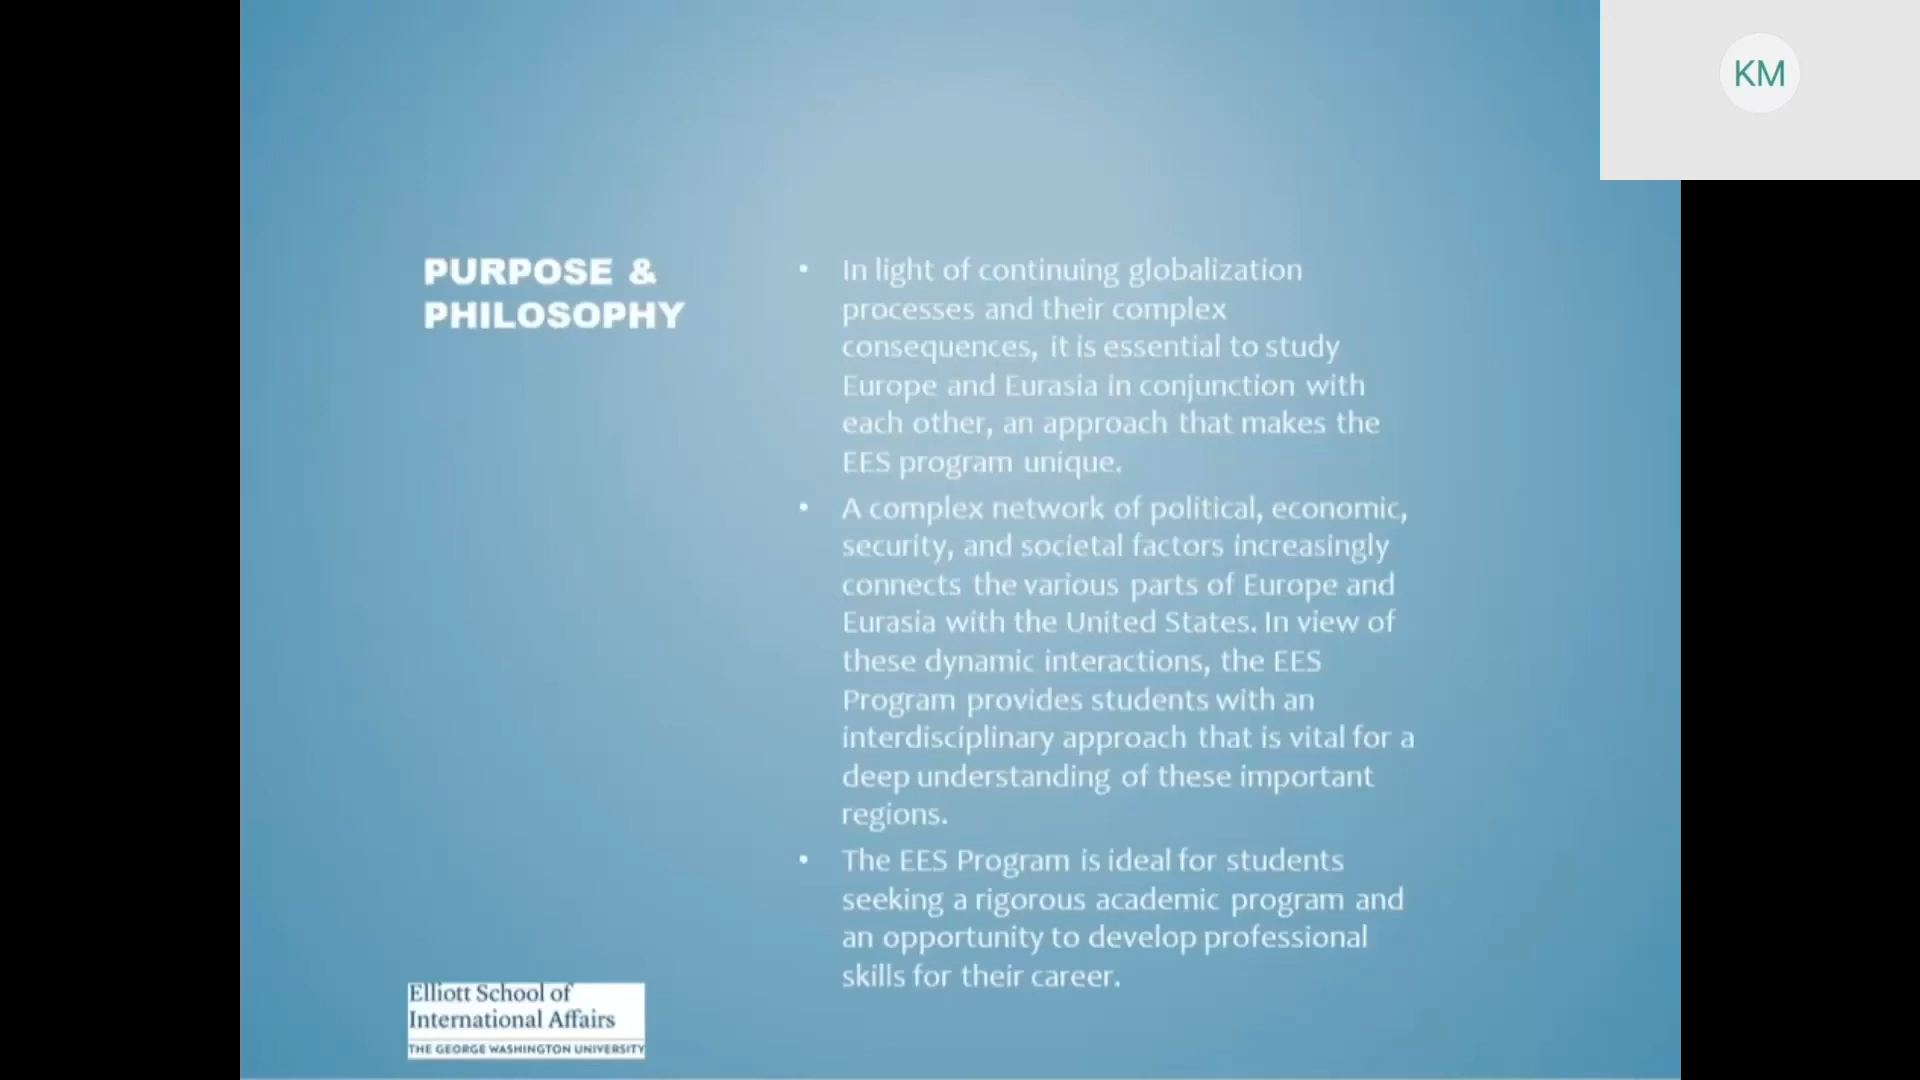 KM
PURPOSE &
PHILOSOPHY
• In light of continuing globalization
processes and their complex
consequences, it is essential to study
Europe and Eurasia in conjunction with
each other, an approach that makes the
EES program unique.
• A complex network of political, economic,
security, and societal factors increasingly
connects the various parts of Europe and
Eurasia with the United States. In view of
these dynamic interactions, the EES
Program provides students with an
interdisciplinary approach that is vital for a
deep understanding of these important
regions.
• The EES Program is ideal for students
seeking a rigorous academic program and
an opportunity to develop professional
skills for their career.
Elliott School of
International Affairs
THE GEORGE WASHINGTON UNIVERSITY